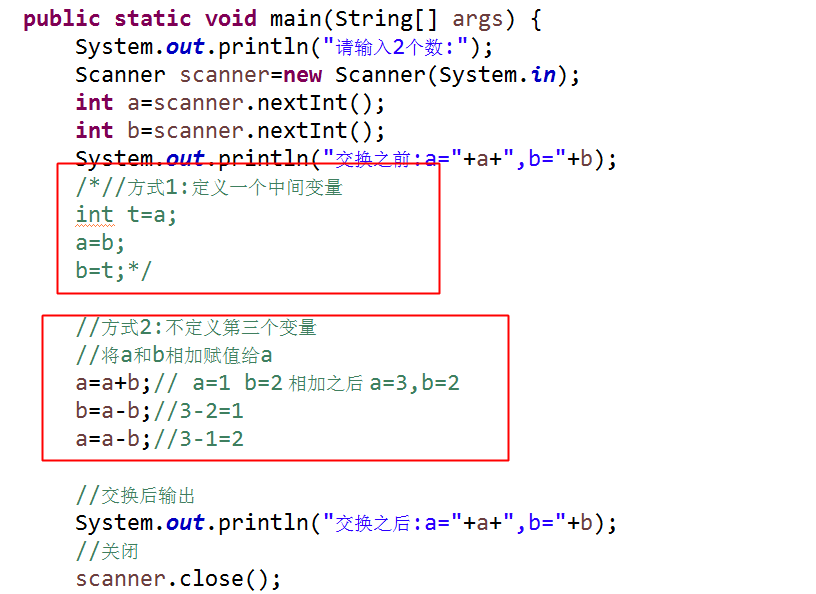 public static void main(String[] args) {
System.out.println("请输入2个数:");
Scanner scanner=new Scanner(System.in);
int a=scanner.nextInt();
int b=scanner.nextInt();
System.out.println("交换之前:a="+a+",b="+b);
/*//方式1:定义一个中间变量
int t=a;
a=b;
b=t;*/
//方式2:不定义第三个变量
//将a和b相加赋值给a
a=a+b;// a=1 b=2 相加之后 a=3,b=2
b=a-b;//3-2=1
a=a-b;//3-1=2
//交换后输出
System.out.println("交换之后:a="+a+",b="+b);
//关闭
scanner.close();